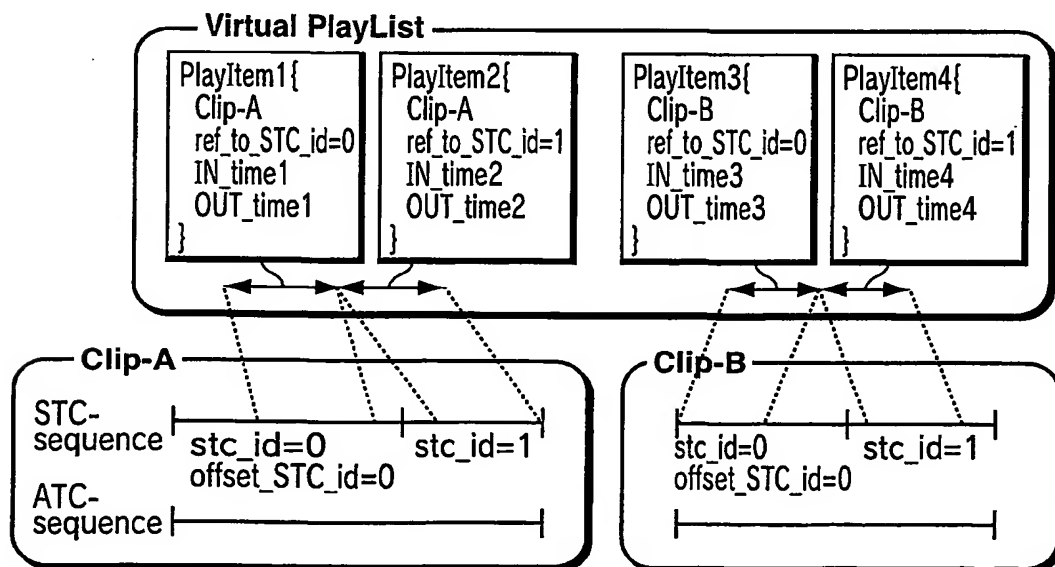 Virtual PlayList
PlayItem1{
Clip-A
ref_to_STC_id=0
IN_time1
OUT_time1
}
PlayItem2{
Clip-A
ref_to_STC_id=1
IN_time2
OUT_time2
}
PlayItem3{
Clip-B
ref_to_STC_id=0
IN_time3
OUT_time3
}
PlayItem4{
Clip-B
ref_to_STC_id=1
IN_time4
OUT_time4
}
Clip-A
STC-
sequence
stc_id=0
offset_STC_id=0
stc_id=1
ATC-
sequence
Clip-B
stc_id=0
offset_STC_id=0
stc_id=1